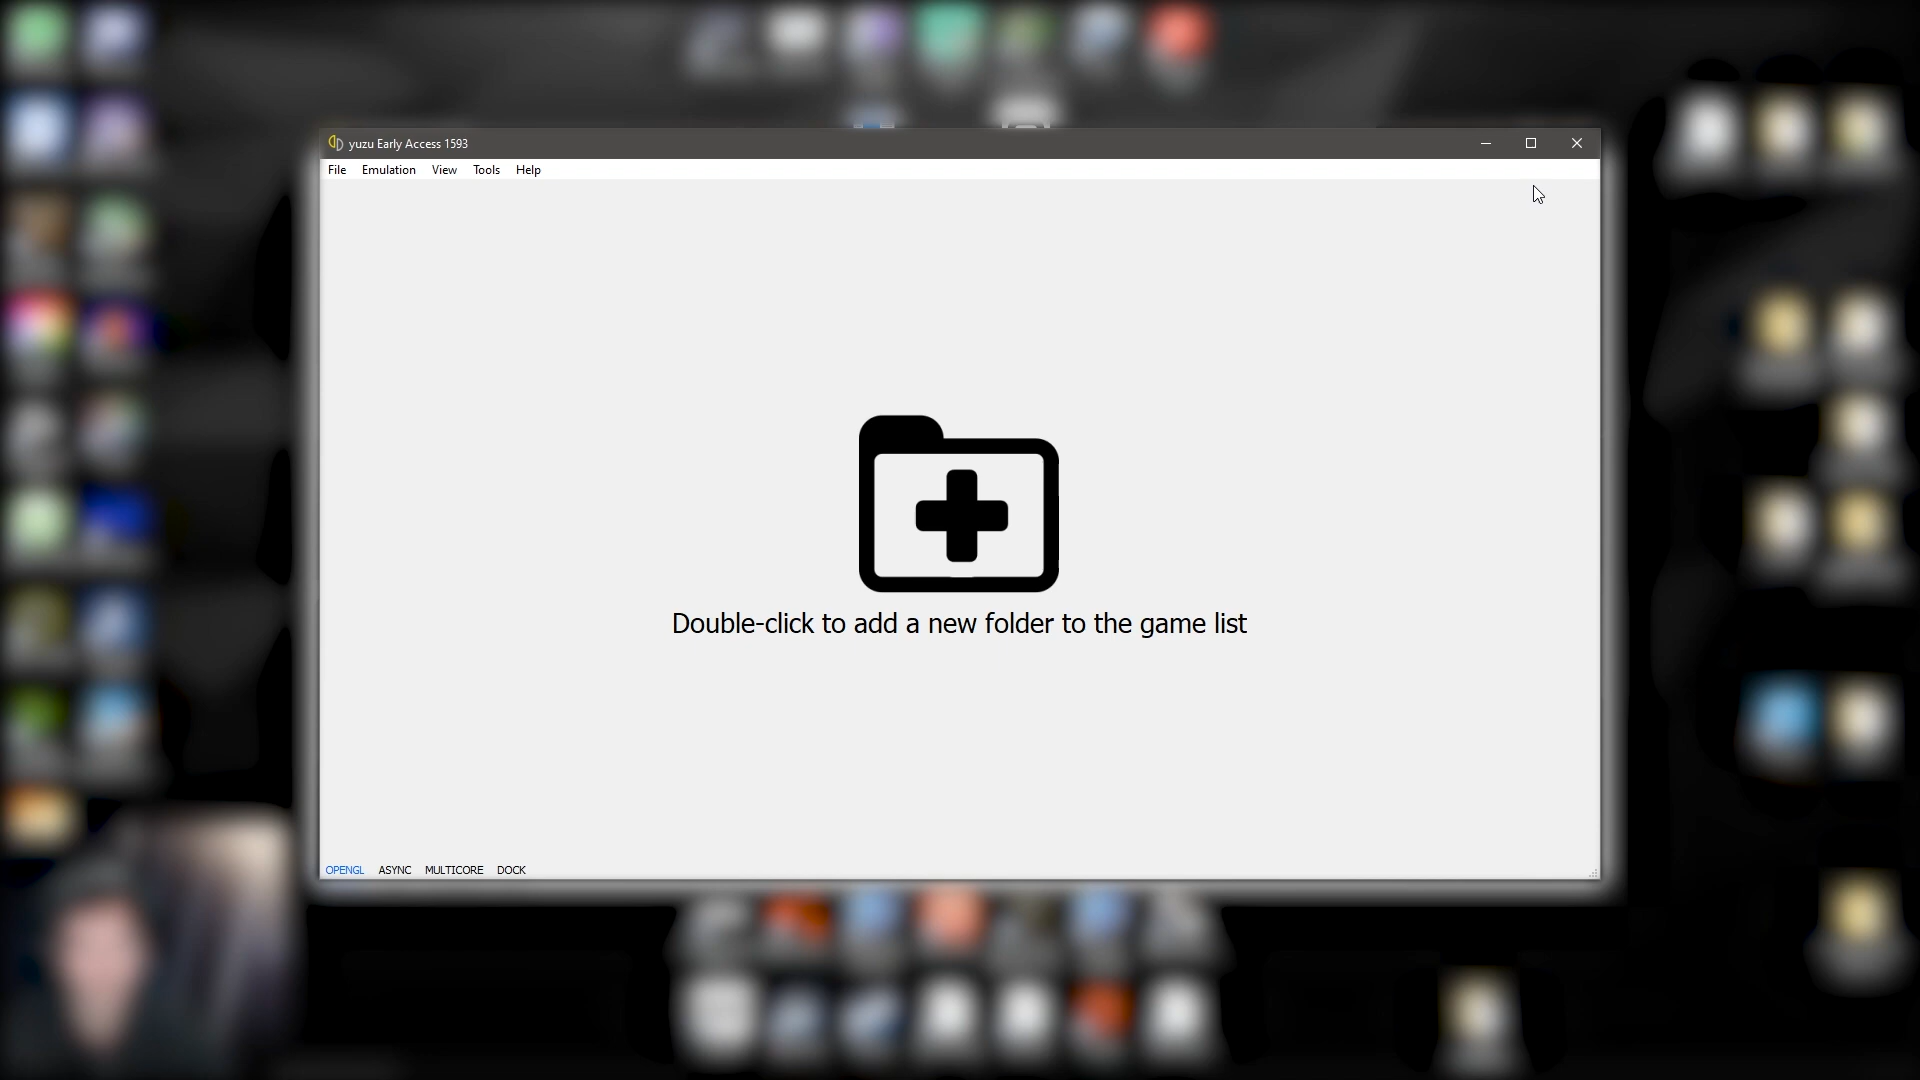 yuzu Early Access 1593
File Emulation View Tools Help
Double-click to add a new folder to the game list
OPENGL ASYNC MULTICORE DOCK